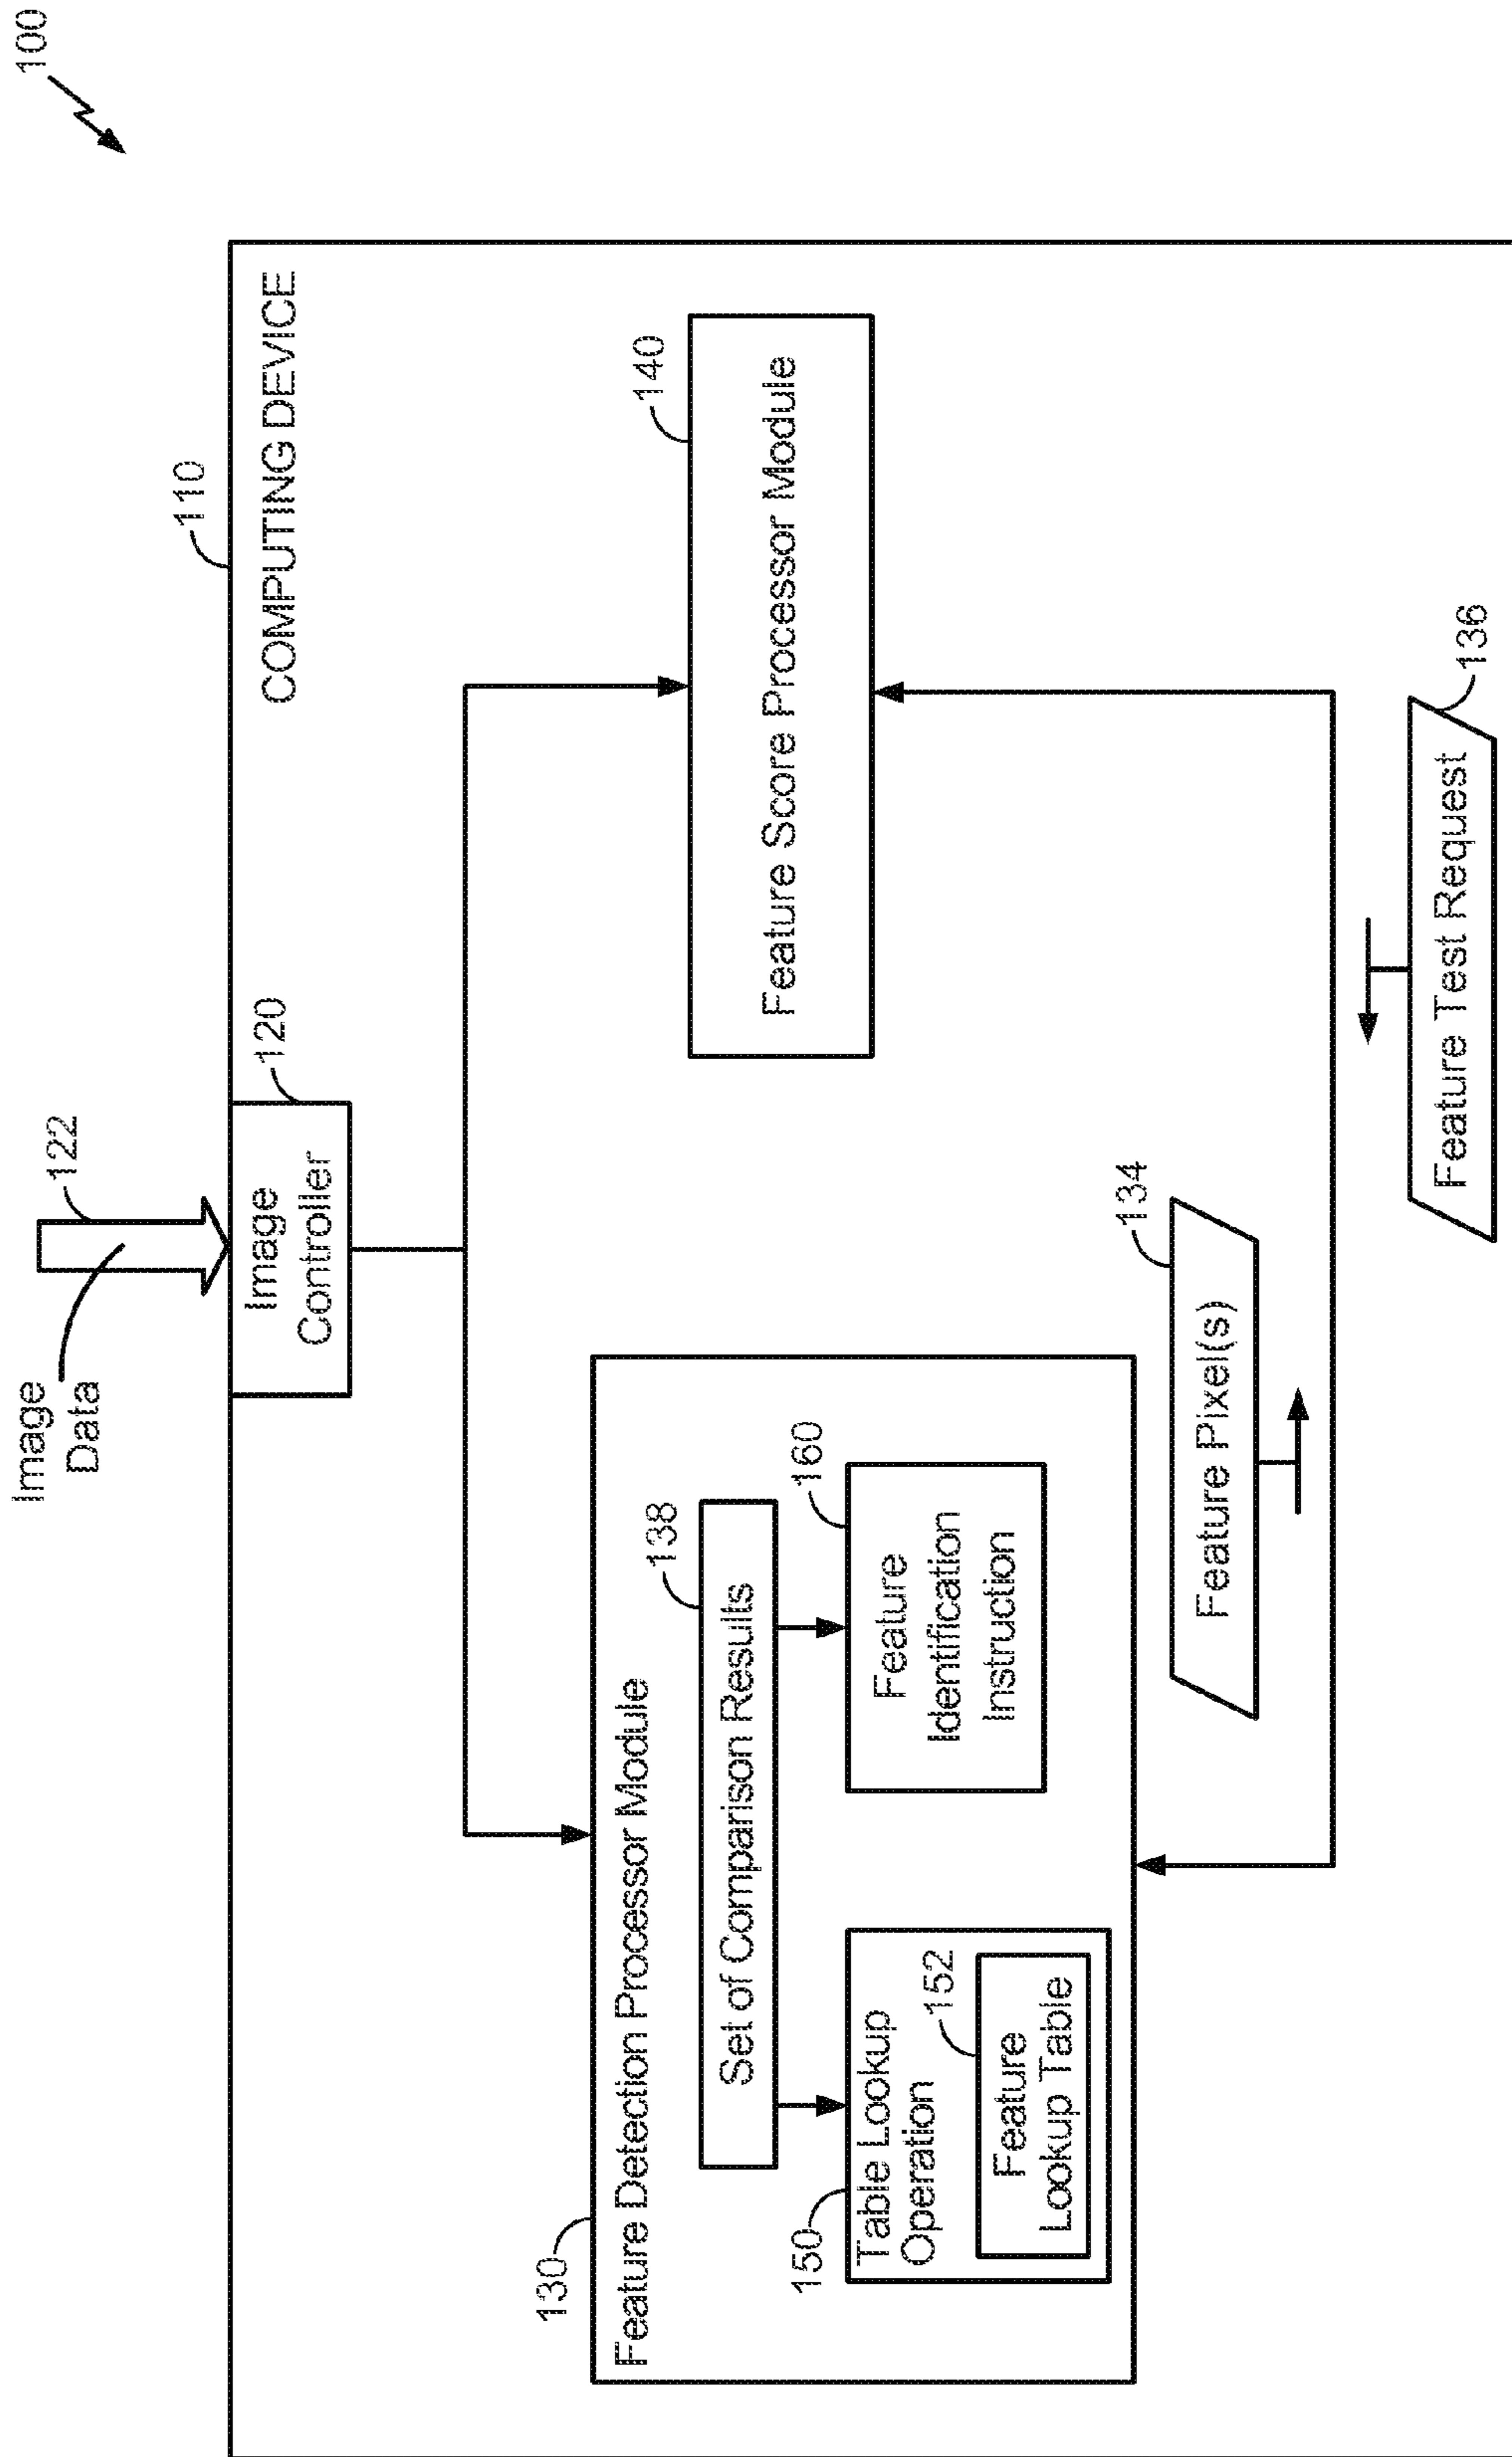 100
Image
Data
122
110
COMPUTING DEVICE
Image
Controller
120
130
Feature Detection Processor Module
138
Set of Comparison Results
150
Table Lookup
Operation
152
Feature
Lookup Table
160
Feature
Identification
Instruction
140
Feature Score Processor Module
134
Feature Pixel(s)
136
Feature Test Request